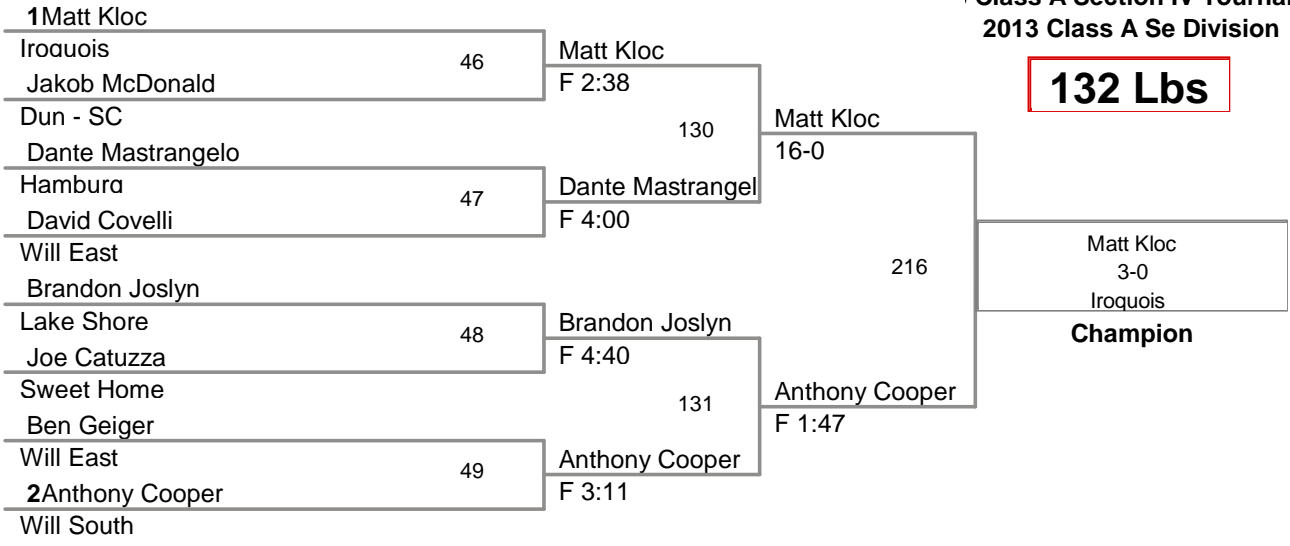 Class A Section IV
2013 Class A Se Division
132 Lbs
1Matt Kloc
Iroquois
46
Jakob McDonald
Dun - SC
Dante Mastrangelo
Hamburg
47
David Covelli
Will East
Brandon Joslyn
Lake Shore
48
Joe Catuzza
Sweet Home
Ben Geiger
Will East
49
2Anthony Cooper
Will South
Matt Kloc
F 2:38
130
Dante Mastrangel
F 4:00
Brandon Joslyn
F 4:40
131
Anthony Cooper
F 3:11
Matt Kloc
16-0
216
Anthony Cooper
F 1:47
Matt Kloc
3-0
Iroquois
Champion